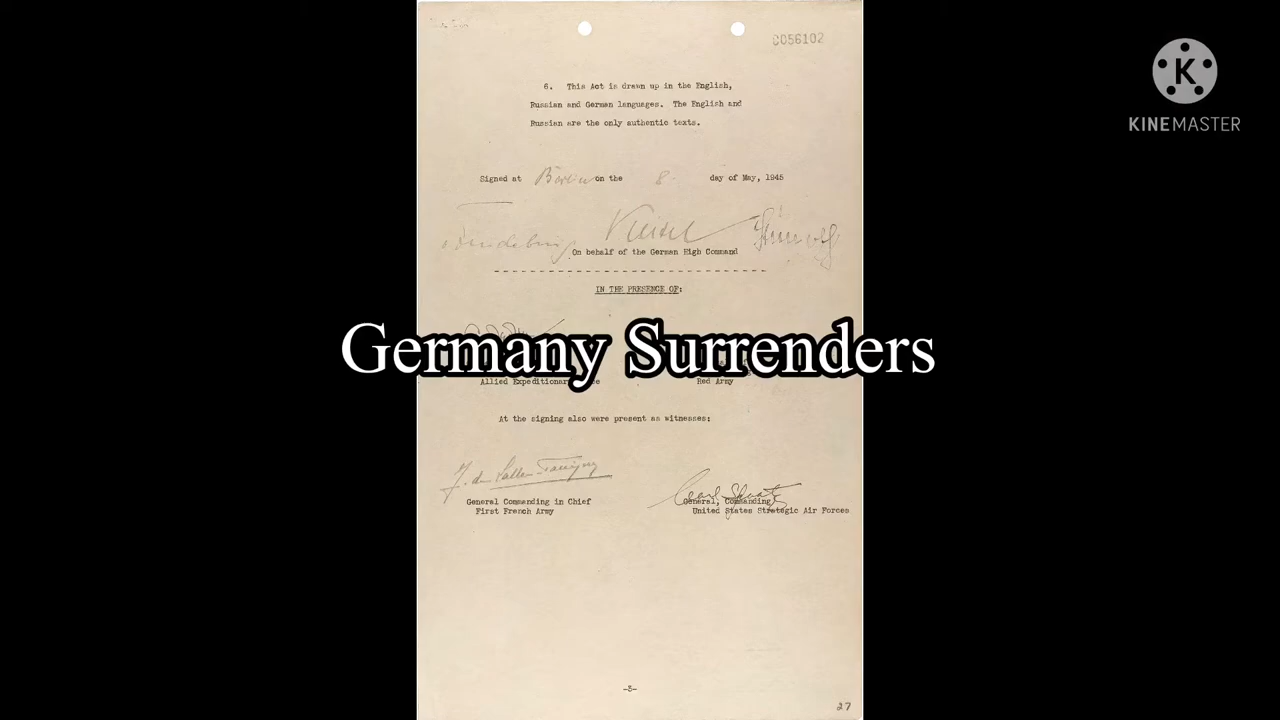 0056102
6. This Act is drawn up in the English,
Russian and German languages. The English and
Russian are the only authentic texts.
Signed at Berlin on the 8. day of May, 1945
Keitel
On behalf of the German High Command
IN THE PRESENCE OF:
Germany Surrenders
Allied Expeditionary
Red Army
At the signing also were present as witnesses:
General Commanding in Chief
First French Army
General, Commanding
United States Strategic Air Forces
-3-
27
K
KINEMASTER